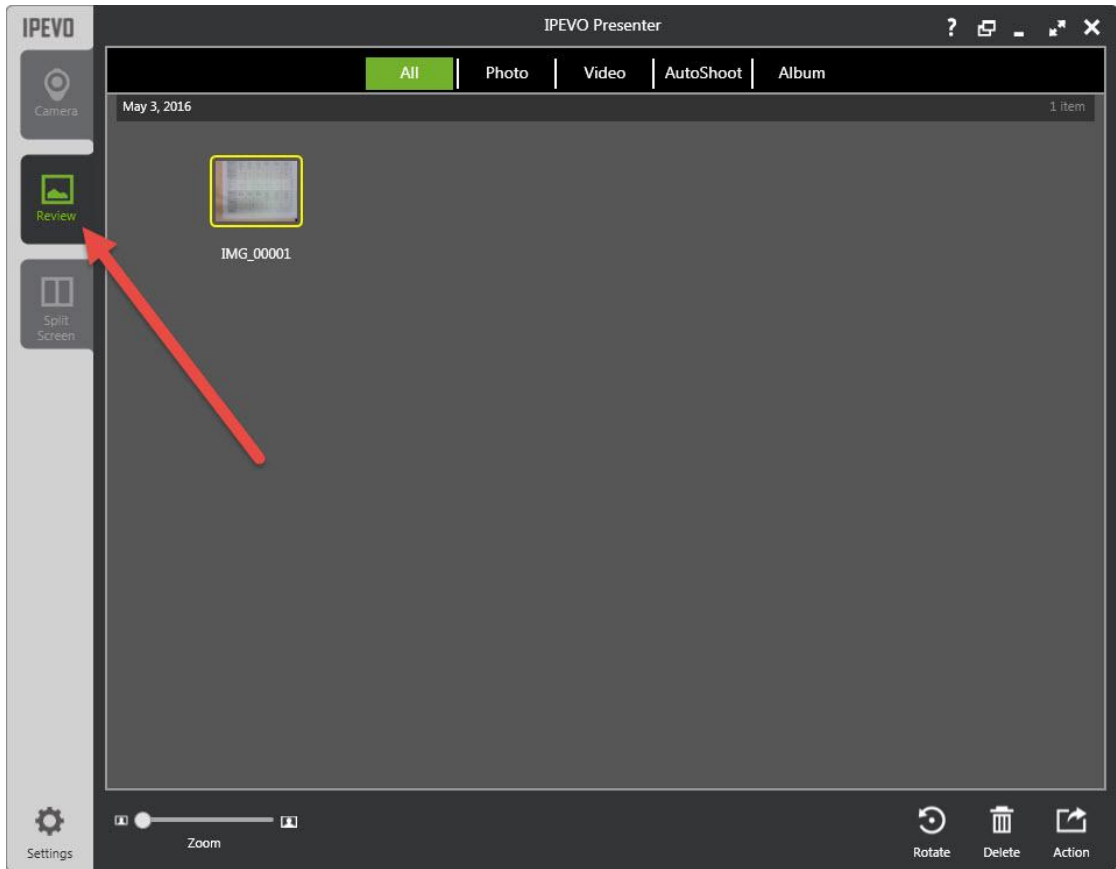 IPEVO
IPEVO Presenter
?
Camera
Review
Split
Screen
Settings
All Photo Video AutoShoot Album
May 3, 2016 1 item
IMG_00001
Zoom
Rotate Delete Action